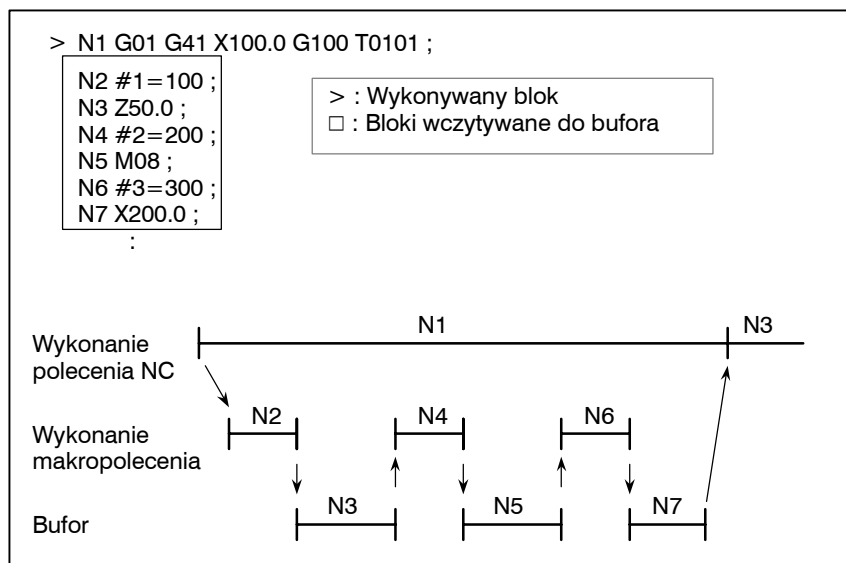 > N1 G01 G41 X100.0 G100 T0101 ;
N2 #1=100 ;
N3 Z50.0 ;
N4 #2=200 ;
N5 M08 ;
N6 #3=300 ;
N7 X200.0 ;
:
> : Wykonywany blok
□ : Bloki wczytywane do bufora
N1 N3
Wykonanie
polecenia NC
N2 N4 N6
Wykonanie
makropolecenia
N3 N5 N7
Bufor